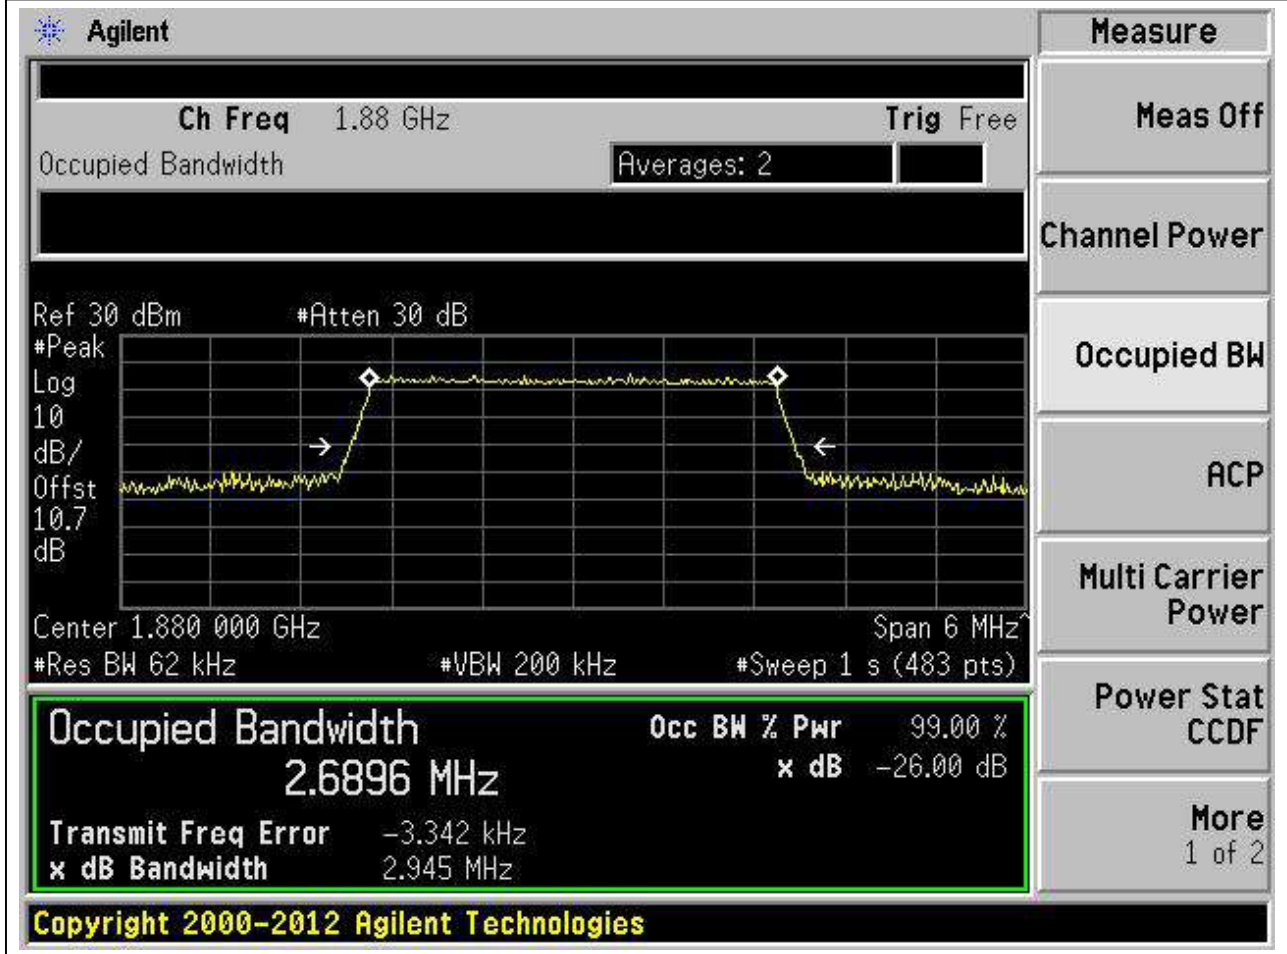 Agilent
Ch Freq 1.88 GHz Trig Free
Occupied Bandwidth Averages: 2
Ref 30 dBm #Atten 30 dB
#Peak
Log
10
dB/
Offst
10.7
dB
Center 1.880 000 GHz Span 6 MHz^
#Res BW 62 kHz #VBW 200 kHz #Sweep 1 s (483 pts)
Occupied Bandwidth Occ BW % Pwr 99.00 %
2.6896 MHz x dB -26.00 dB
Transmit Freq Error -3.342 kHz
x dB Bandwidth 2.945 MHz
Copyright 2000-2012 Agilent Technologies
Measure
Meas Off
Channel Power
Occupied BW
ACP
Multi Carrier
Power
Power Stat
CCDF
More
1 of 2